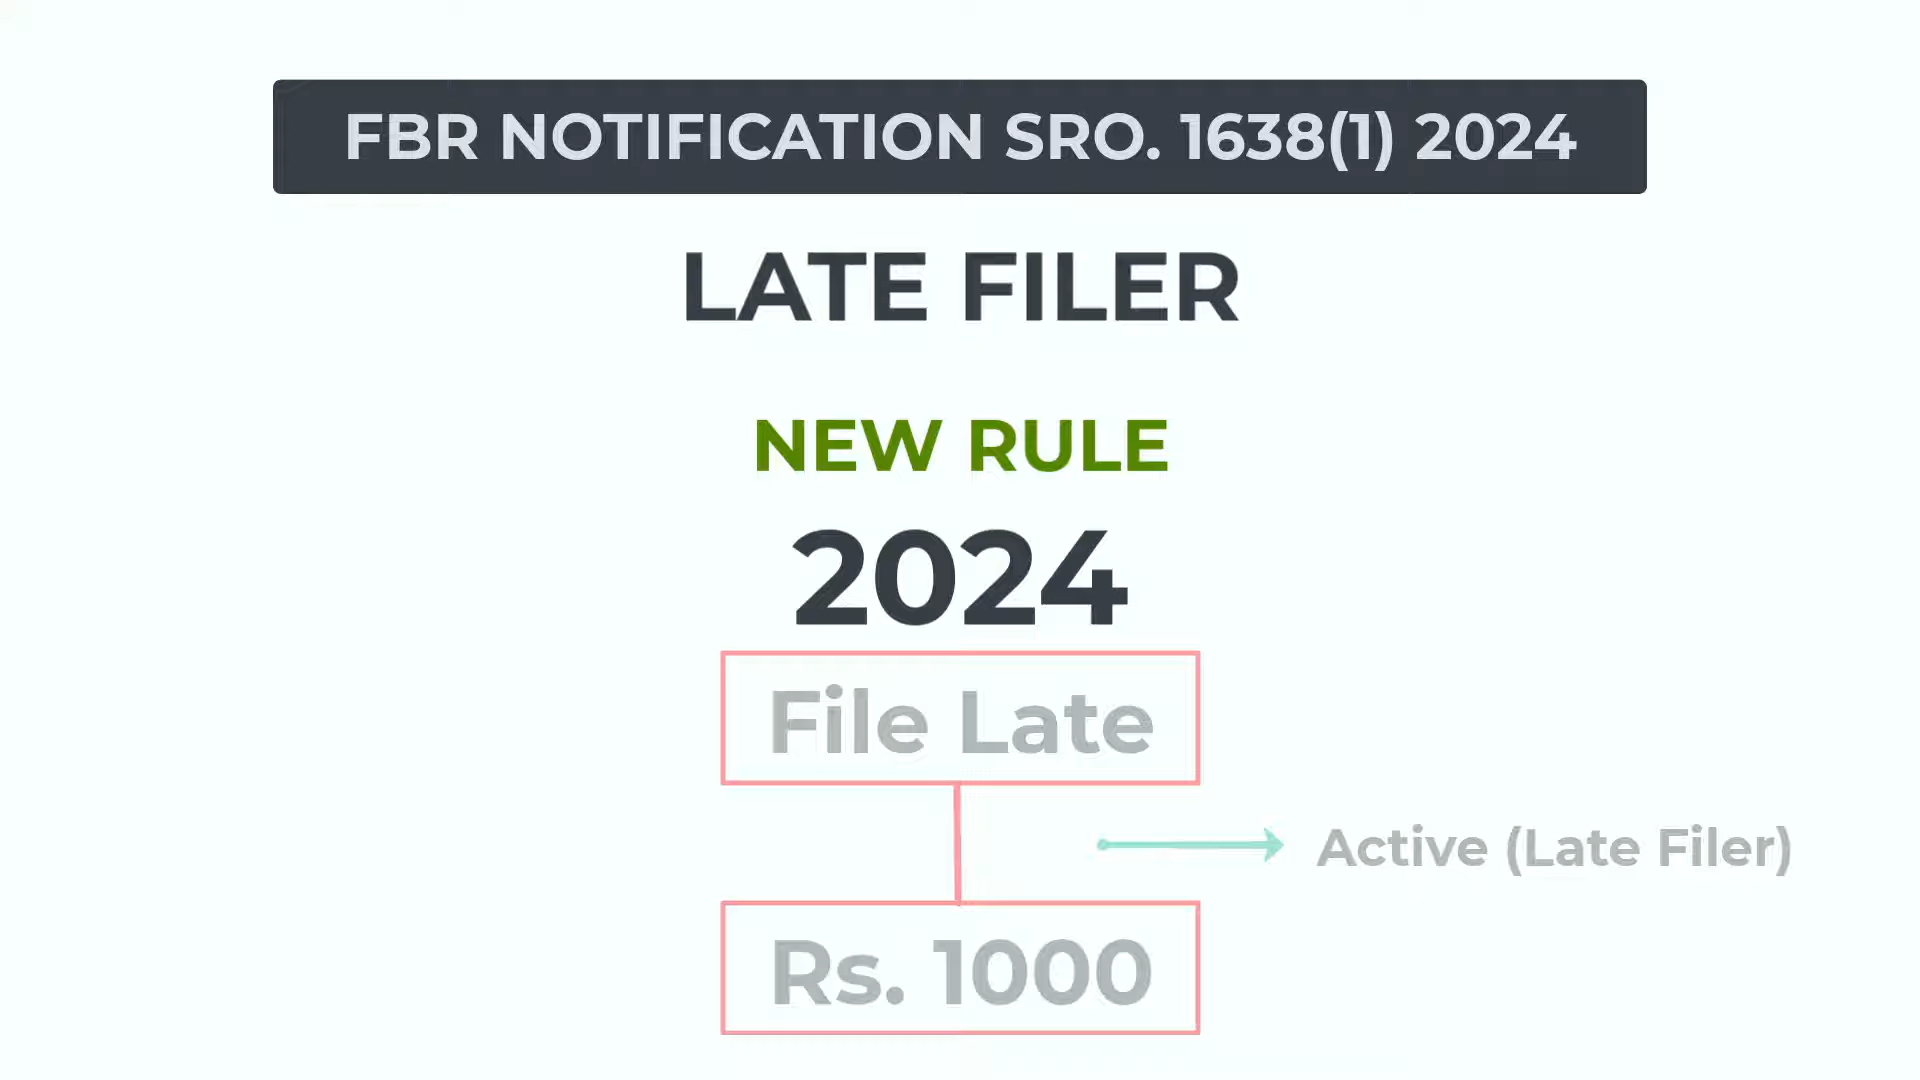 FBR NOTIFICATION SRO. 1638(1) 2024
LATE FILER
NEW RULE
2024
File Late
Active (Late Filer)
Rs. 1000